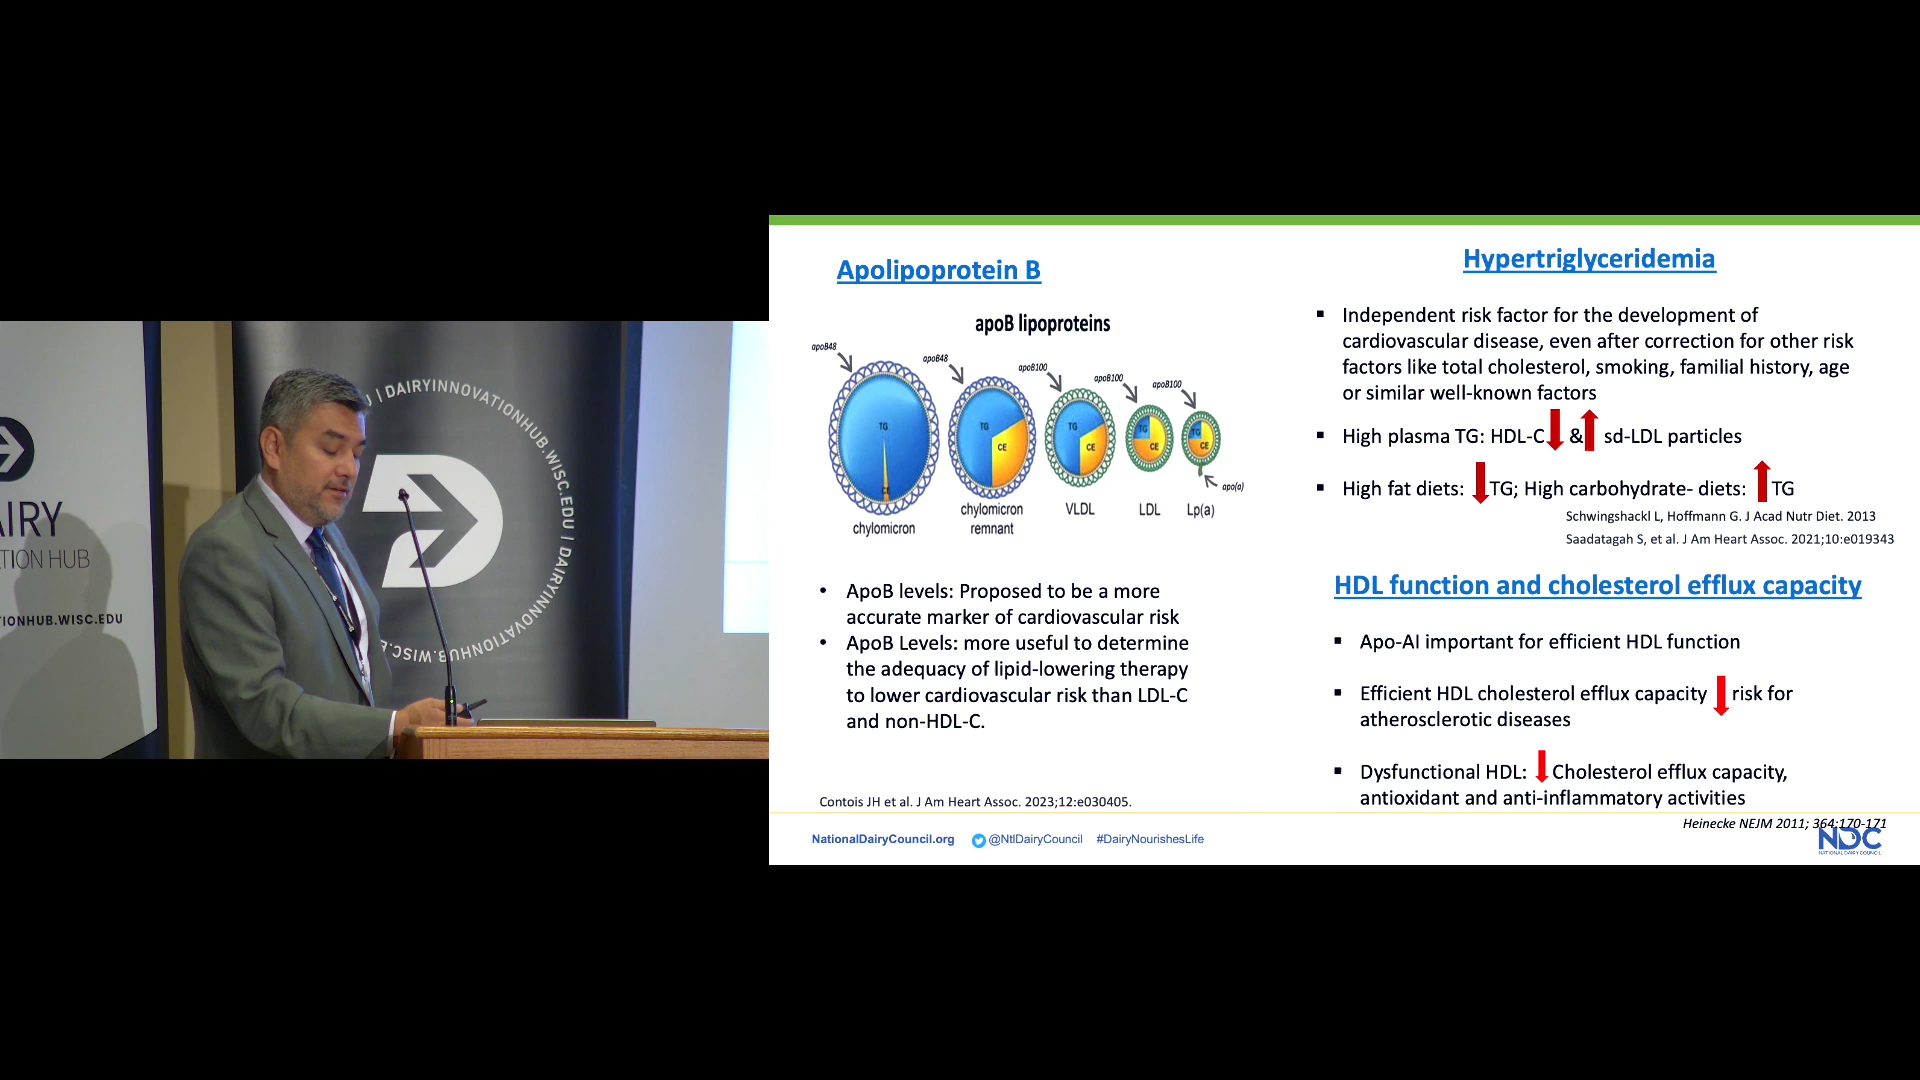 AIRY
TION HUB
TIONHUB.WISC.EDU
| DAIRYINNOVATIONHUB.WISC.EDU | DAIRYINNOVATIONHUB.WISC.E
Apolipoprotein B
apoB lipoproteins
apoB48
apoB48
apoB100
apoB100
apoB100
TG
CE
TG
CE
TG
CE
TG
CE
TG
CE
apo(a)
chylomicron
chylomicron
remnant
VLDL
LDL
Lp(a)
• ApoB levels: Proposed to be a more
accurate marker of cardiovascular risk
• ApoB Levels: more useful to determine
the adequacy of lipid-lowering therapy
to lower cardiovascular risk than LDL-C
and non-HDL-C.
Contois JH et al. J Am Heart Assoc. 2023;12:e030405.
Hypertriglyceridemia
▪ Independent risk factor for the development of
cardiovascular disease, even after correction for other risk
factors like total cholesterol, smoking, familial history, age
or similar well-known factors
▪ High plasma TG: HDL-C & sd-LDL particles
▪ High fat diets: TG; High carbohydrate- diets: TG
Schwingshackl L, Hoffmann G. J Acad Nutr Diet. 2013
Saadatagah S, et al. J Am Heart Assoc. 2021;10:e019343
HDL function and cholesterol efflux capacity
▪ Apo-AI important for efficient HDL function
▪ Efficient HDL cholesterol efflux capacity risk for
atherosclerotic diseases
▪ Dysfunctional HDL: Cholesterol efflux capacity,
antioxidant and anti-inflammatory activities
Heinecke NEJM 2011; 364:170-171
NationalDairyCouncil.org @NtlDairyCouncil #DairyNourishesLife
NDC
NATIONAL DAIRY COUNCIL